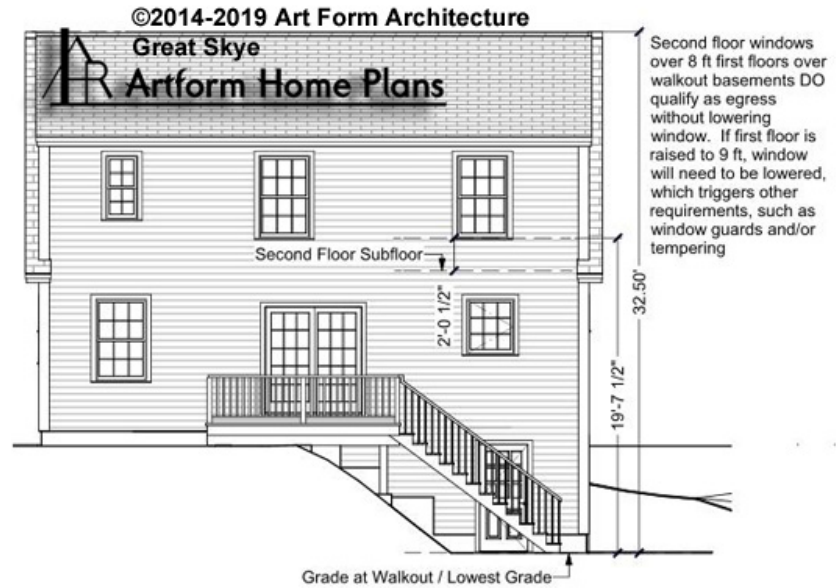 ©2014-2019 Art Form Architecture
Great Skye
AHR Artform Home Plans
Second floor windows
over 8 ft first floors over
walkout basements DO
qualify as egress
without lowering
window. If first floor is
raised to 9 ft, window
will need to be lowered,
which triggers other
requirements, such as
window guards and/or
tempering
Second Floor Subfloor
2'-0 1/2"
32.50'
19'-7 1/2"
Grade at Walkout / Lowest Grade